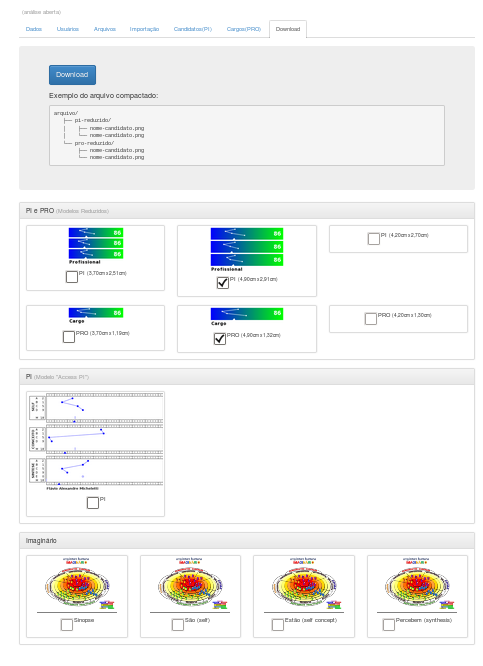 (análise aberta)
Dados Usuários Arquivos Importação Candidatos(PI) Cargos(PRO) Download
Download
Exemplo do arquivo compactado:
arquivo/
├── pi-reduzido/
│   ├── nome-candidato.png
│   └── nome-candidato.png
└── pro-reduzido/
├── nome-candidato.png
└── nome-candidato.png
PI e PRO (Modelos Reduzidos)
86
86
86
Profissional
PI (3,70cm x 2,51cm)
86
86
86
Profissional
PI (4,90cm x 2,91cm)
PI (4,20cm x 2,70cm)
86
Cargo
PRO (3,70cm x 1,19cm)
86
Cargo
PRO (4,90cm x 1,32cm)
PRO (4,20cm x 1,30cm)
PI (Modelo "Access PI")
PI
Imaginário
Sinopse
São (self)
Estão (self concept)
Percebem (synthesis)